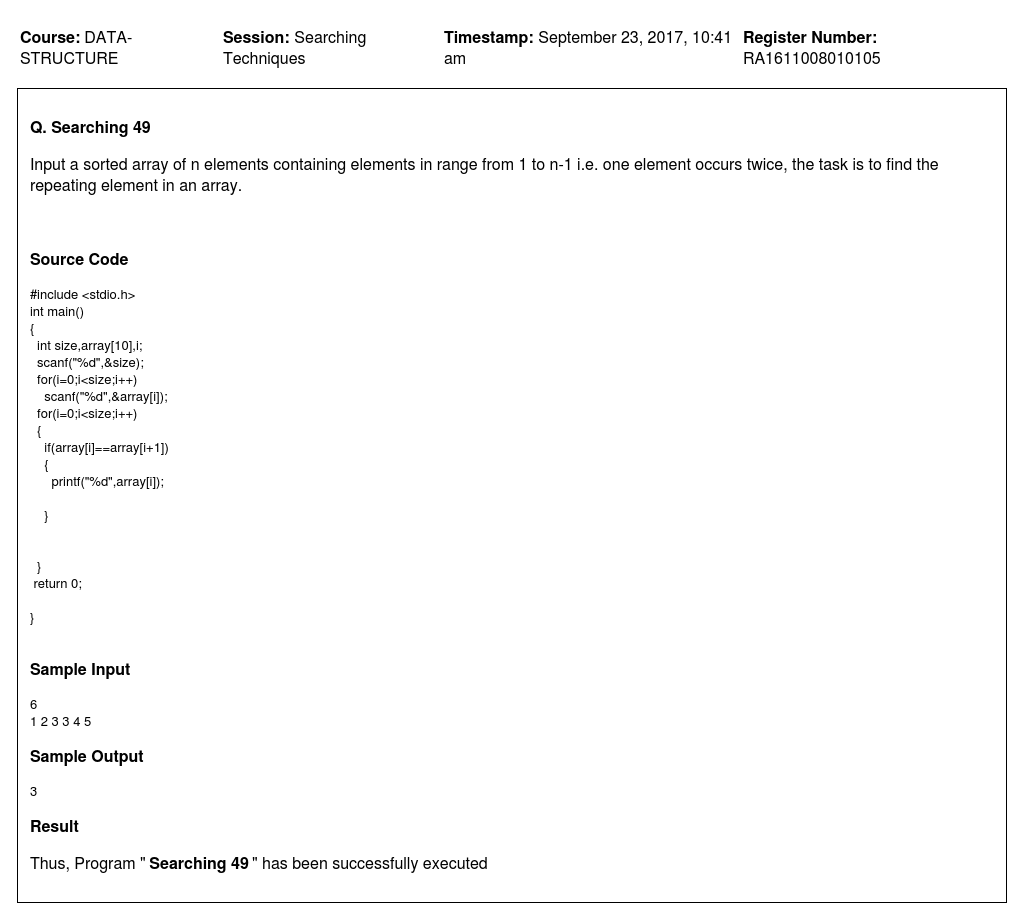 Course: DATA-STRUCTURE
Session: Searching Techniques
Timestamp: September 23, 2017, 10:41 am
Register Number: RA1611008010105
Q. Searching 49
Input a sorted array of n elements containing elements in range from 1 to n-1 i.e. one element occurs twice, the task is to find the
repeating element in an array.
Source Code
#include <stdio.h>
int main()
{
  int size,array[10],i;
  scanf("%d",&size);
  for(i=0;i<size;i++)
    scanf("%d",&array[i]);
  for(i=0;i<size;i++)
  {
    if(array[i]==array[i+1])
    {
      printf("%d",array[i]);
    }
  }
 return 0;
}
Sample Input
6
1 2 3 3 4 5
Sample Output
3
Result
Thus, Program " Searching 49 " has been successfully executed